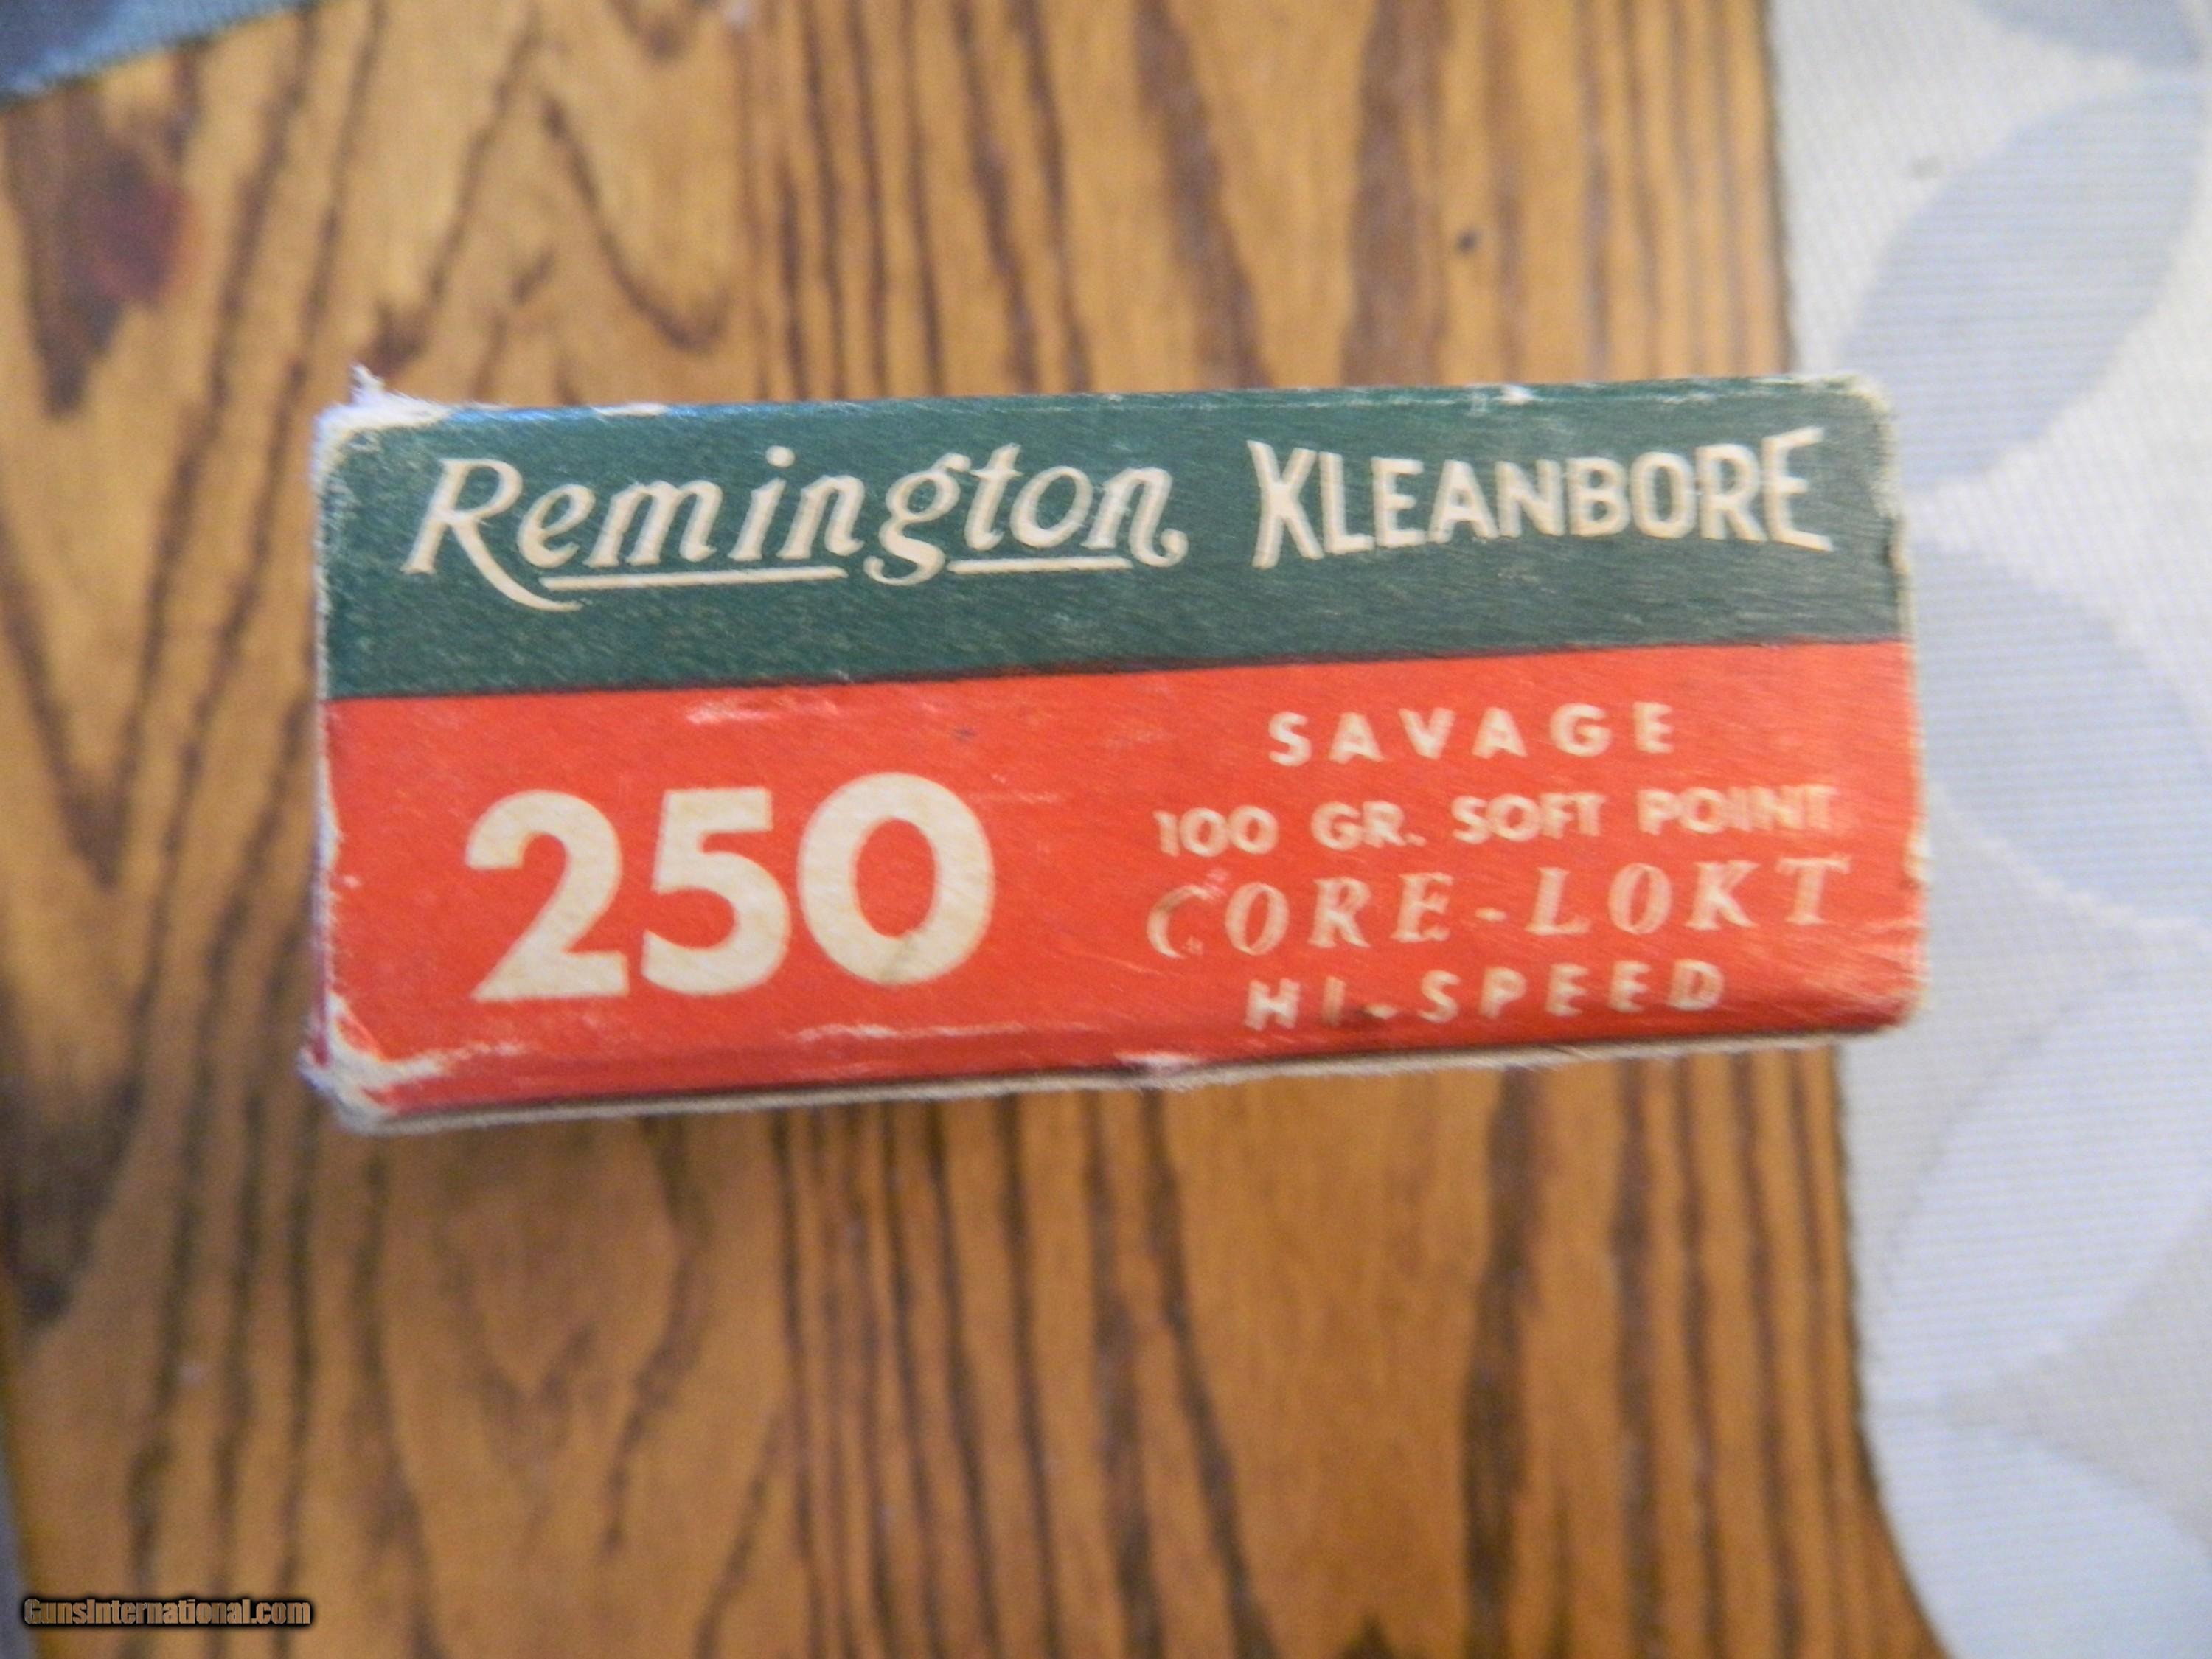 Remington KLEANBORE
250
SAVAGE
100 GR. SOFT POINT
CORE-LOKT
HI-SPEED
GunsInternational.com